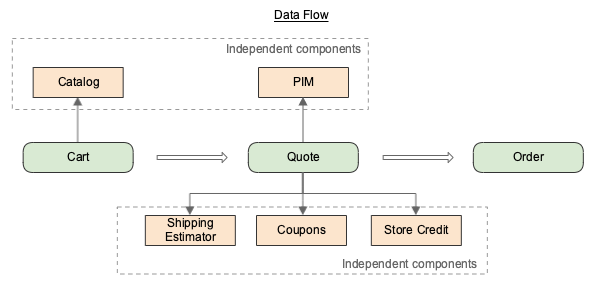 Data Flow
Independent components
Catalog
PIM
Cart
Quote
Order
Shipping
Estimator
Coupons
Store Credit
Independent components